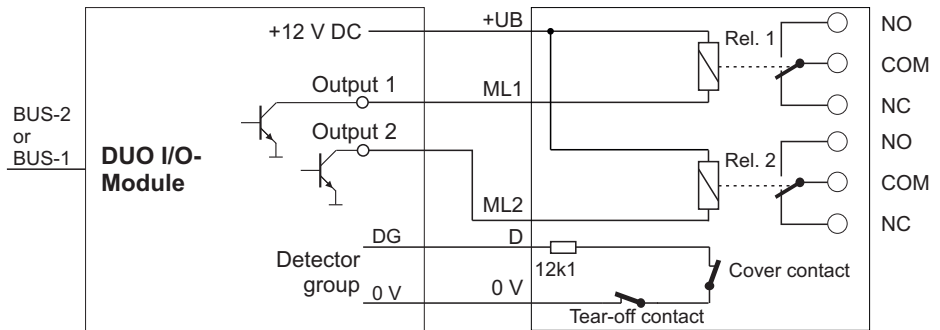 +12 V DC
+UB
Rel. 1
NO
COM
NC
Output 1
ML1
BUS-2
or
BUS-1
DUO I/O-
Module
Output 2
ML2
Rel. 2
NO
COM
NC
Detector
group
DG
D
12k1
Cover contact
0 V
0 V
Tear-off contact